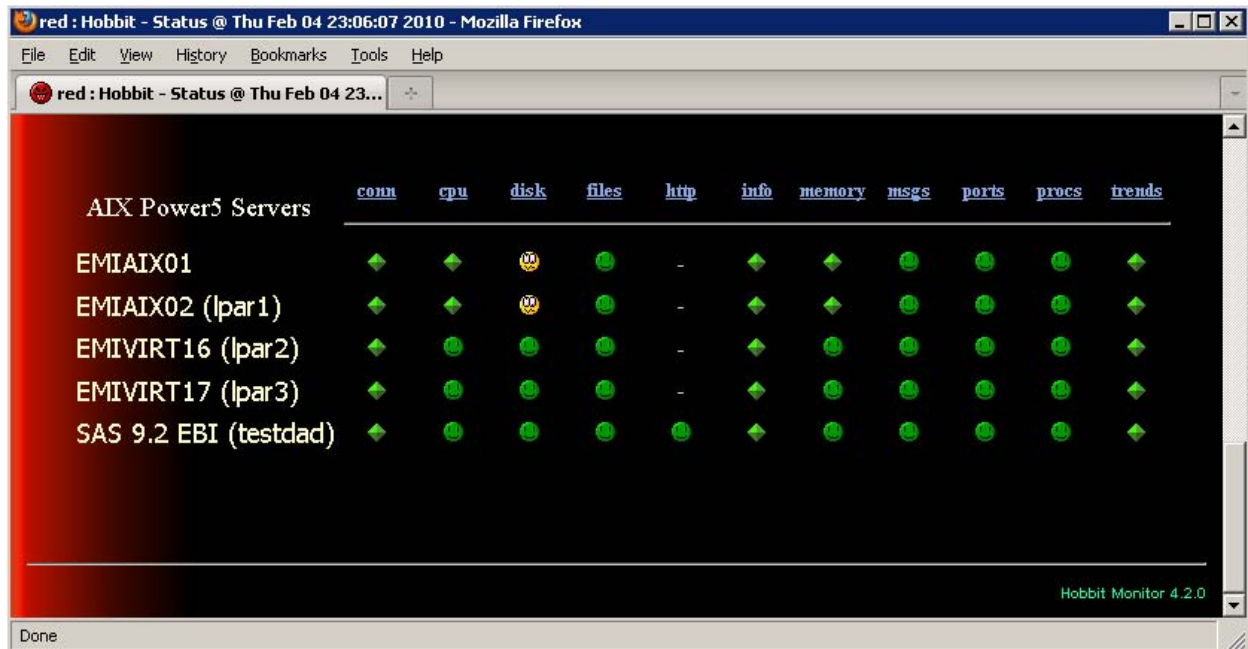 red : Hobbit - Status @ Thu Feb 04 23:06:07 2010 - Mozilla Firefox
File Edit View History Bookmarks Tools Help
red : Hobbit - Status @ Thu Feb 04 23...
AIX Power5 Servers conn cpu disk files http info memory msgs ports procs trends
EMIAIX01 -
EMIAIX02 (lpar1) -
EMIVIRT16 (lpar2) -
EMIVIRT17 (lpar3) -
SAS 9.2 EBI (testdad)
Hobbit Monitor 4.2.0
Done